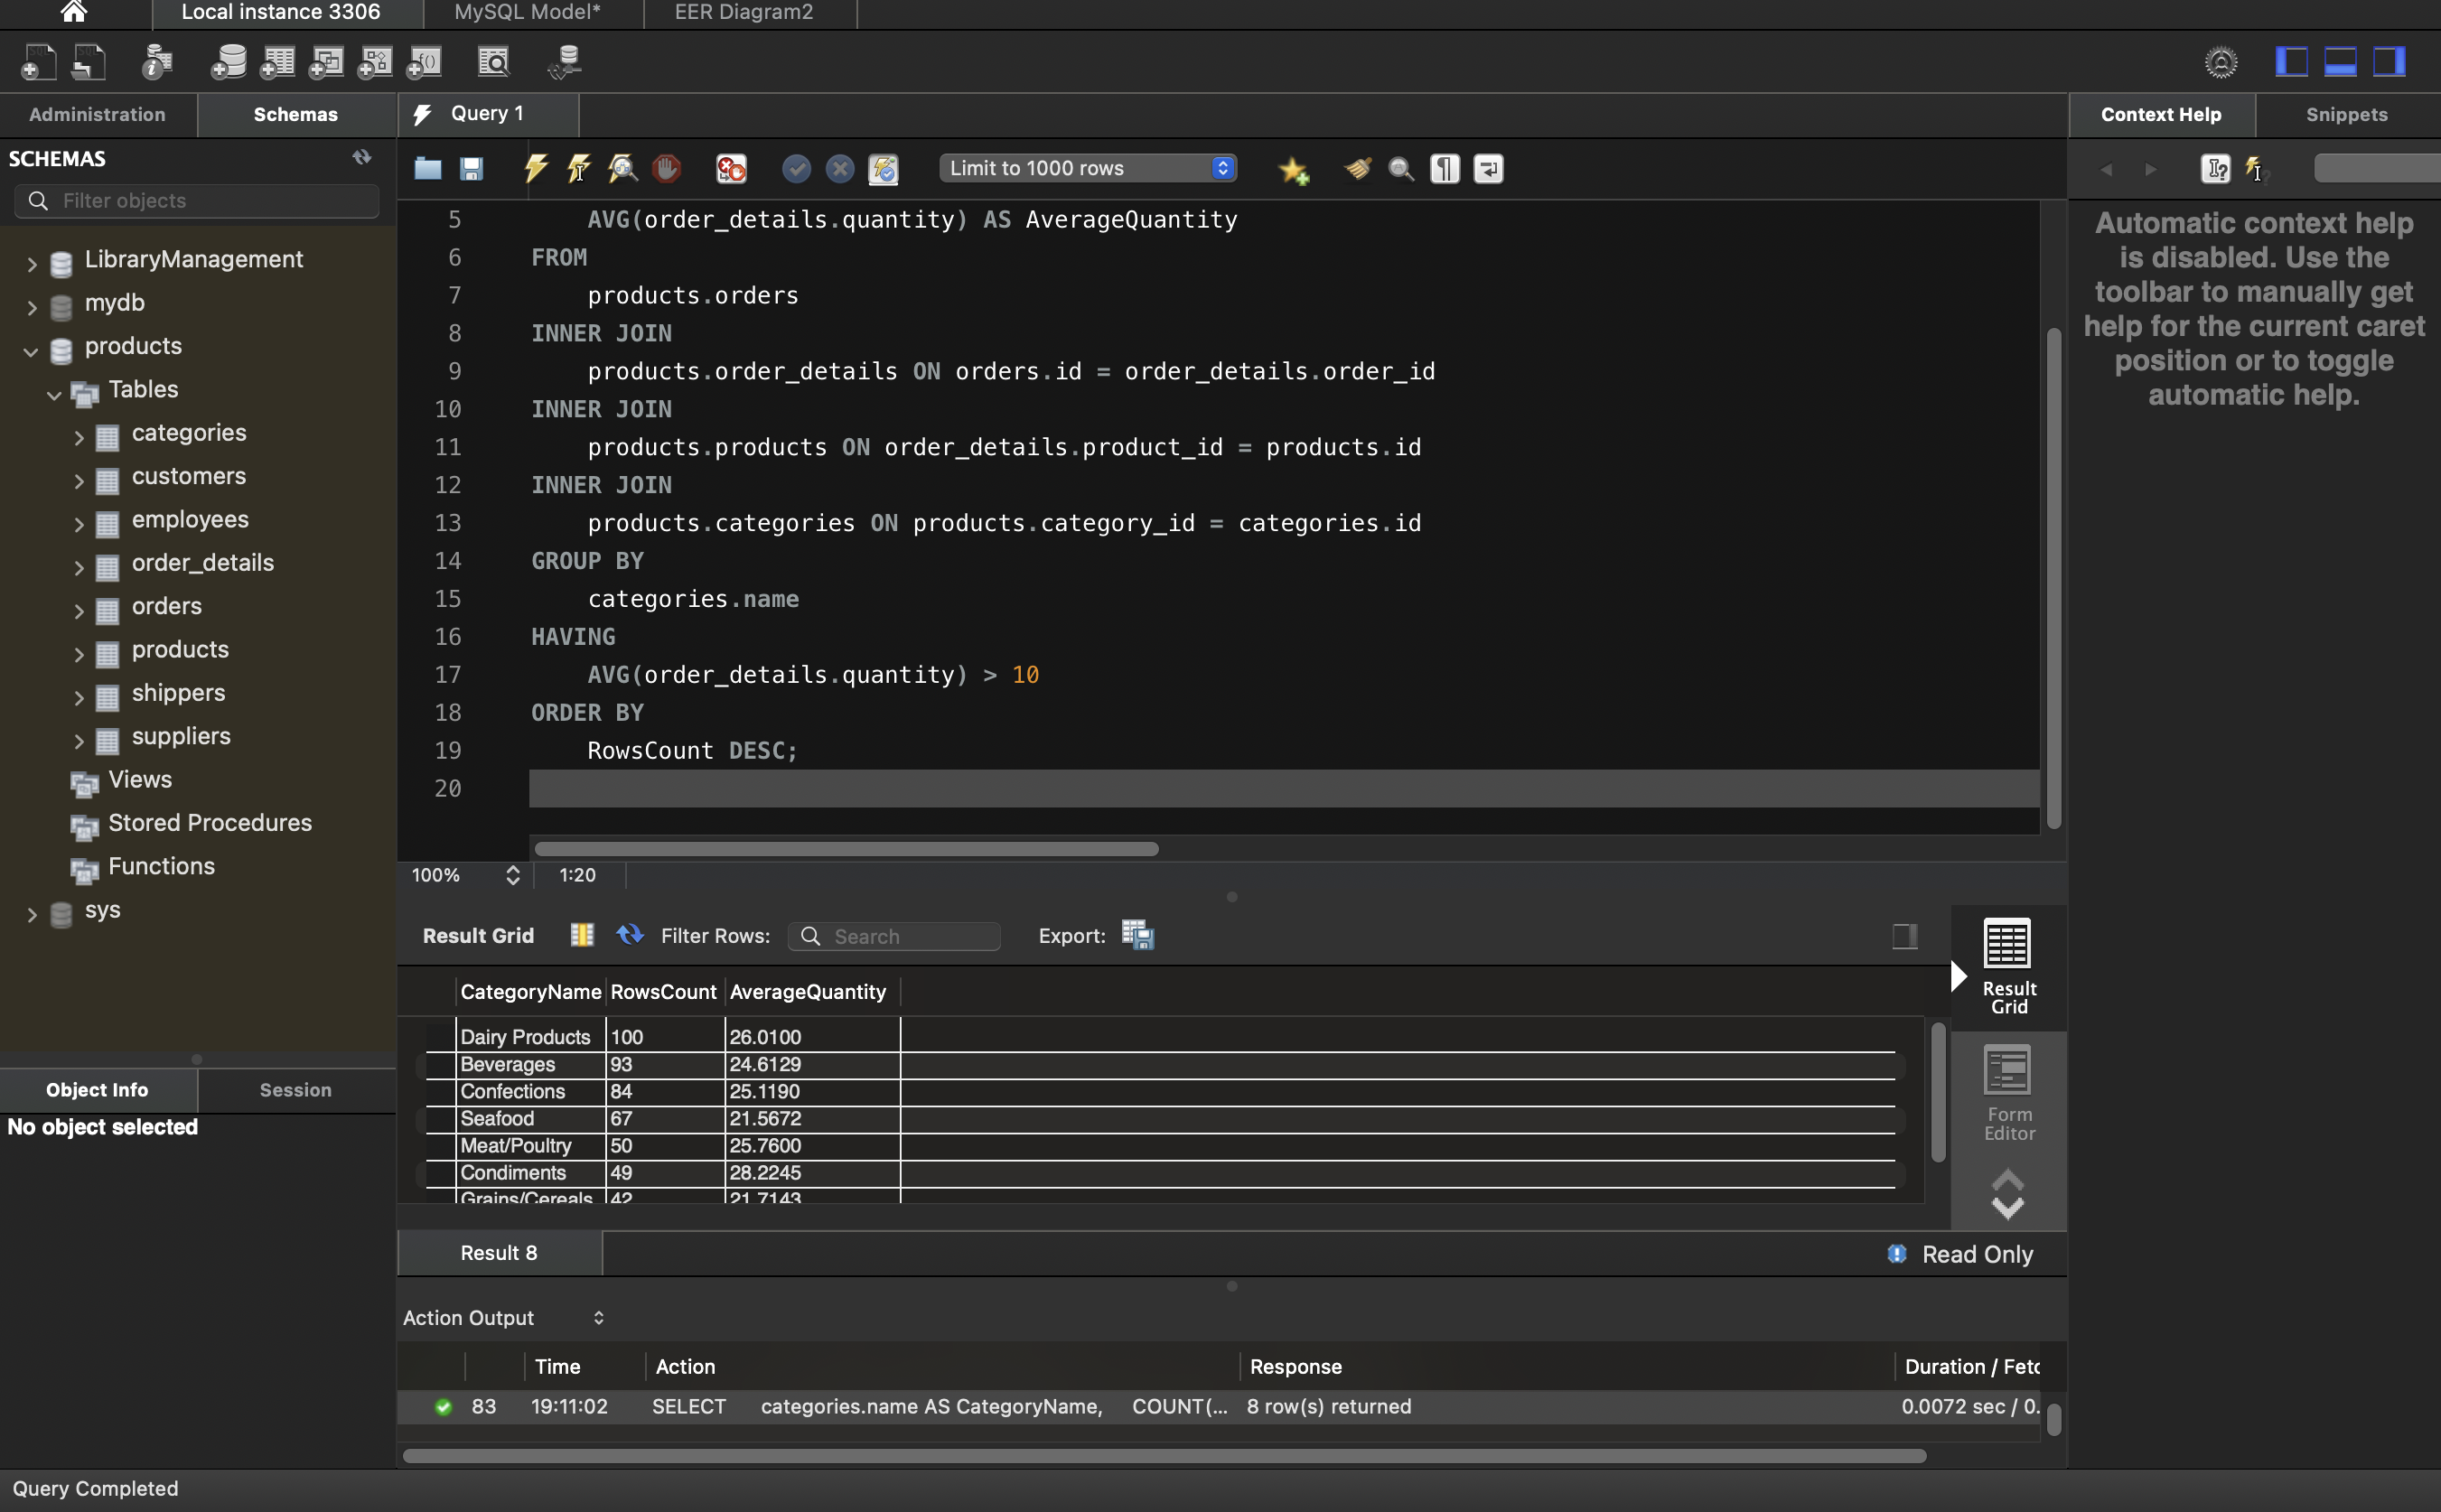 Local instance 3306
MySQL Model*
EER Diagram2
Administration
Schemas
Query 1
Context Help
Snippets
SCHEMAS
Filter objects
Limit to 1000 rows
LibraryManagement
mydb
products
Tables
categories
customers
employees
order_details
orders
products
shippers
suppliers
Views
Stored Procedures
Functions
sys
5 AVG(order_details.quantity) AS AverageQuantity
6 FROM
7 products.orders
8 INNER JOIN
9 products.order_details ON orders.id = order_details.order_id
10 INNER JOIN
11 products.products ON order_details.product_id = products.id
12 INNER JOIN
13 products.categories ON products.category_id = categories.id
14 GROUP BY
15 categories.name
16 HAVING
17 AVG(order_details.quantity) > 10
18 ORDER BY
19 RowsCount DESC;
20
100%
1:20
Automatic context help
is disabled. Use the
toolbar to manually get
help for the current caret
position or to toggle
automatic help.
Result Grid
Filter Rows:
Search
Export:
CategoryName RowsCount AverageQuantity
Dairy Products 100 26.0100
Beverages 93 24.6129
Confections 84 25.1190
Seafood 67 21.5672
Meat/Poultry 50 25.7600
Condiments 49 28.2245
Grains/Cereals 42 21.7143
Result
Grid
Form
Editor
Object Info
Session
No object selected
Result 8
Read Only
Action Output
Time Action Response Duration / Fetc
83 19:11:02 SELECT categories.name AS CategoryName, COUNT(... 8 row(s) returned 0.0072 sec / 0.
Query Completed